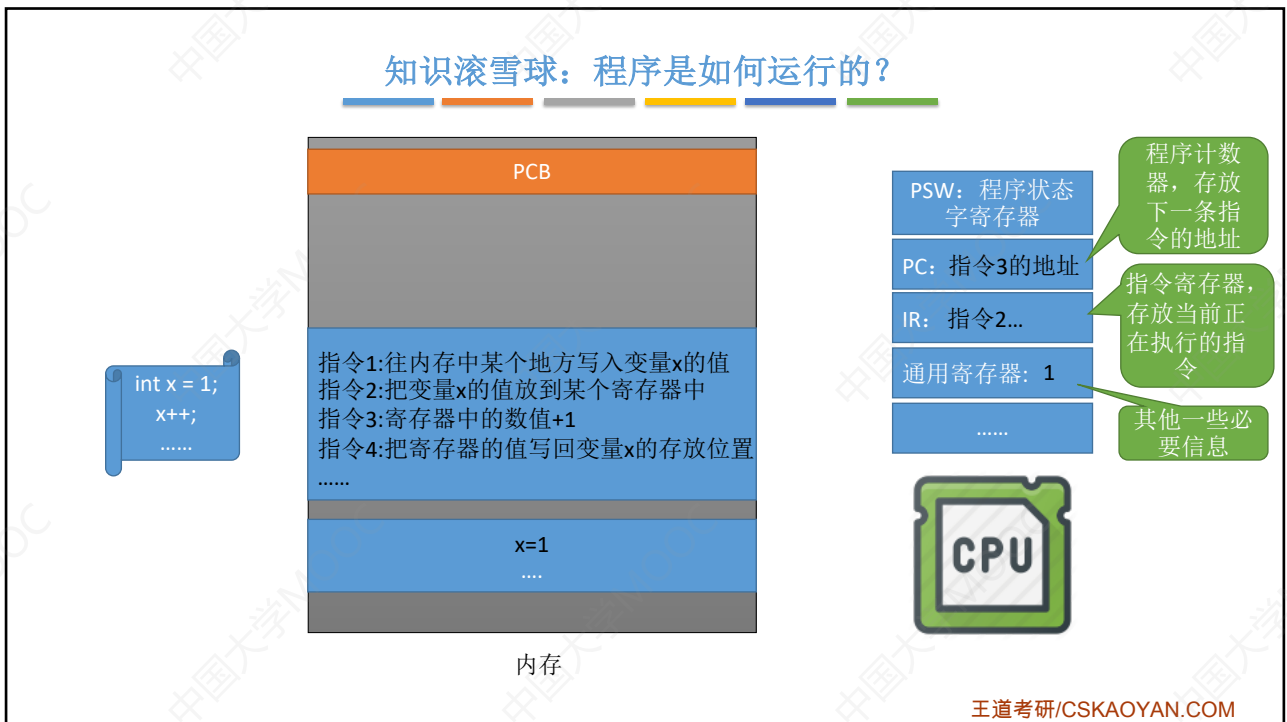 知识滚雪球：程序是如何运行的？
int x = 1;
x++;
……
PCB
指令1:往内存中某个地方写入变量x的值
指令2:把变量x的值放到某个寄存器中
指令3:寄存器中的数值+1
指令4:把寄存器的值写回变量x的存放位置
……
x=1
….
内存
PSW：程序状态
字寄存器
PC：指令3的地址
IR： 指令2…
通用寄存器: 1
……
程序计数
器，存放
下一条指
令的地址
指令寄存器，
存放当前正
在执行的指
令
其他一些必
要信息
CPU
王道考研/CSKAOYAN.COM
中国大学MOOC